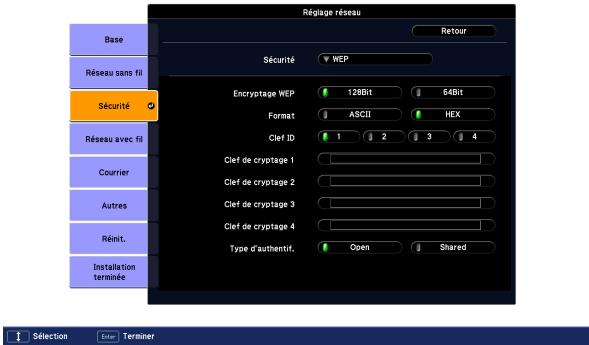 Réglage réseau
Retour
Base
Réseau sans fil
Sécurité
Réseau avec fil
Courrier
Autres
Réinit.
Installation
terminée
Sécurité WEP
Encryptage WEP 128Bit 64Bit
Format ASCII HEX
Clef ID 1 2 3 4
Clef de cryptage 1
Clef de cryptage 2
Clef de cryptage 3
Clef de cryptage 4
Type d'authentif. Open Shared
Sélection Enter Terminer